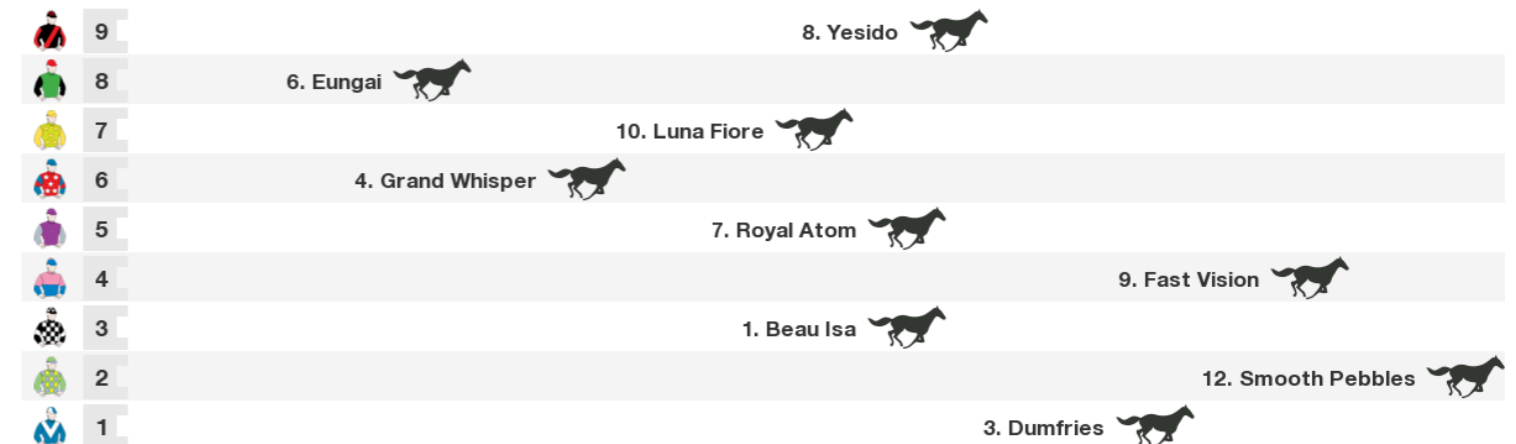 9 8. Yesido
8 6. Eungai
7 10. Luna Fiore
6 4. Grand Whisper
5 7. Royal Atom
4 9. Fast Vision
3 1. Beau Isa
2 12. Smooth Pebbles
1 3. Dumfries